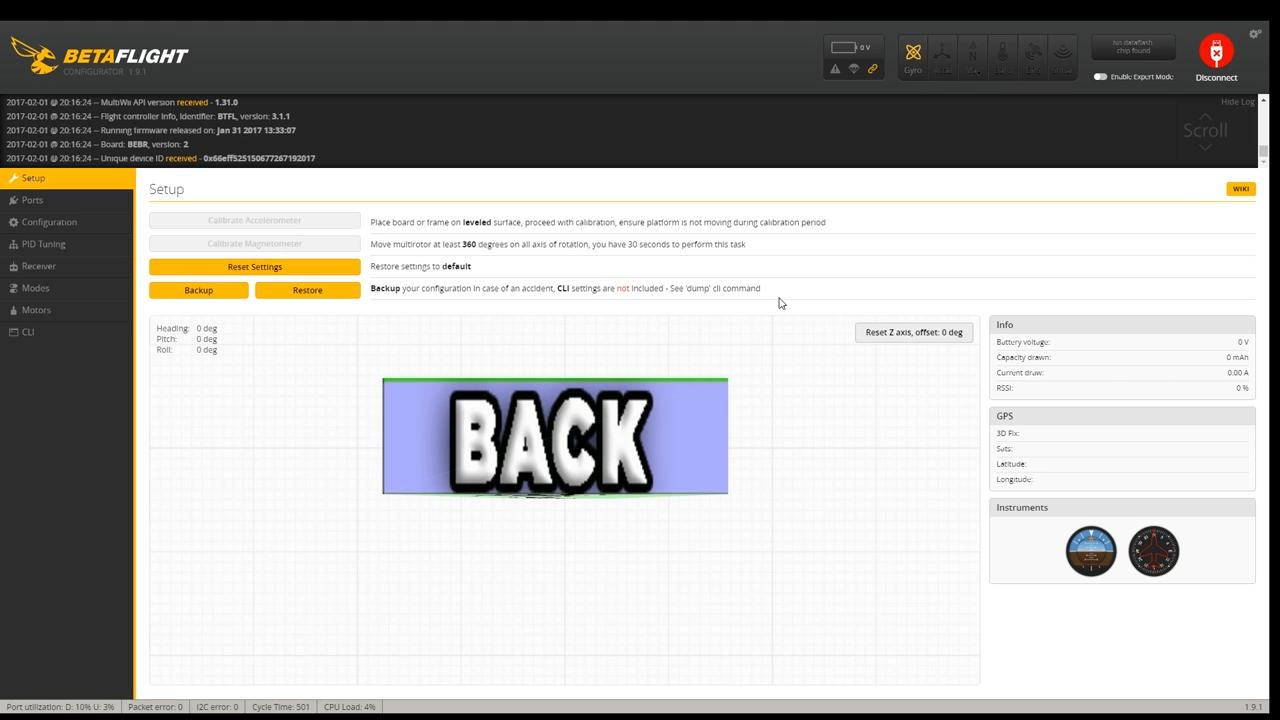 BETAFLIGHT
CONFIGURATOR 1.9.1
0 V
Gyro
No dataflash
chip found
Enable Expert Mode
Disconnect
2017-02-01 @ 20:16:24 -- MultiWii API version received - 1.31.0
2017-02-01 @ 20:16:24 -- Flight controller info, identifier: BTFL, version: 3.1.1
2017-02-01 @ 20:16:24 -- Running firmware released on: Jan 31 2017 13:33:07
2017-02-01 @ 20:16:24 -- Board: BEBR, version: 2
2017-02-01 @ 20:16:24 -- Unique device ID received - 0x66eff525150677267192017
Hide Log
Scroll
Setup
Ports
Configuration
PID Tuning
Receiver
Modes
Motors
CLI
Setup
WIKI
Calibrate Accelerometer
Place board or frame on leveled surface, proceed with calibration, ensure platform is not moving during calibration period
Calibrate Magnetometer
Move multirotor at least 360 degrees on all axis of rotation, you have 30 seconds to perform this task
Reset Settings
Restore settings to default
Backup
Restore
Backup your configuration in case of an accident, CLI settings are not included - See 'dump' cli command
Heading: 0 deg
Pitch: 0 deg
Roll: 0 deg
Reset Z axis, offset: 0 deg
BACK
Info
Battery voltage: 0 V
Capacity drawn: 0 mAh
Current draw: 0.00 A
RSSI: 0 %
GPS
3D Fix:
Sats:
Latitude:
Longitude:
Instruments
Port utilization: D: 10% U: 3%
Packet error: 0
I2C error: 0
Cycle Time: 501
CPU Load: 4%
1.9.1